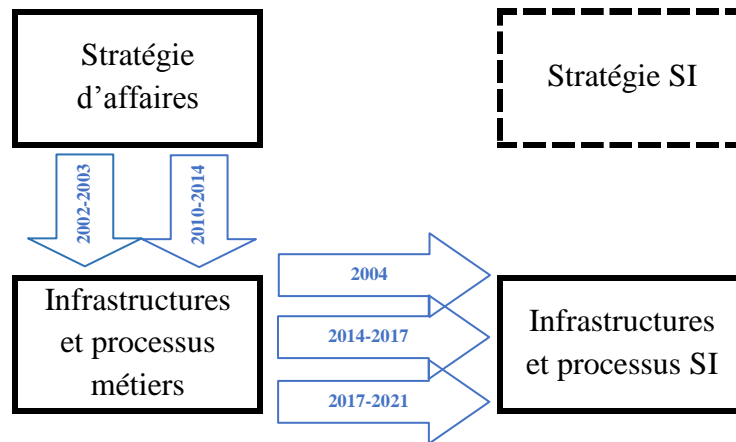 Stratégie
d’affaires
Stratégie SI
2002-2003
2010-2014
Infrastructures
et processus
métiers
2004
2014-2017
2017-2021
Infrastructures
et processus SI